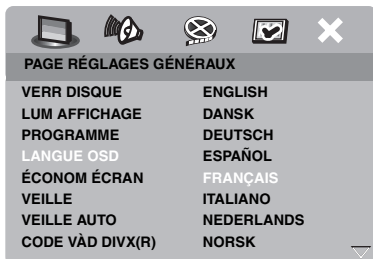 PAGE RÉGLAGES GÉNÉRAUX
VERR DISQUE ENGLISH
LUM AFFICHAGE DANSK
PROGRAMME DEUTSCH
LANGUE OSD ESPAÑOL
ÉCONOM ÉCRAN FRANÇAIS
VEILLE ITALIANO
VEILLE AUTO NEDERLANDS
CODE VÀD DIVX(R) NORSK